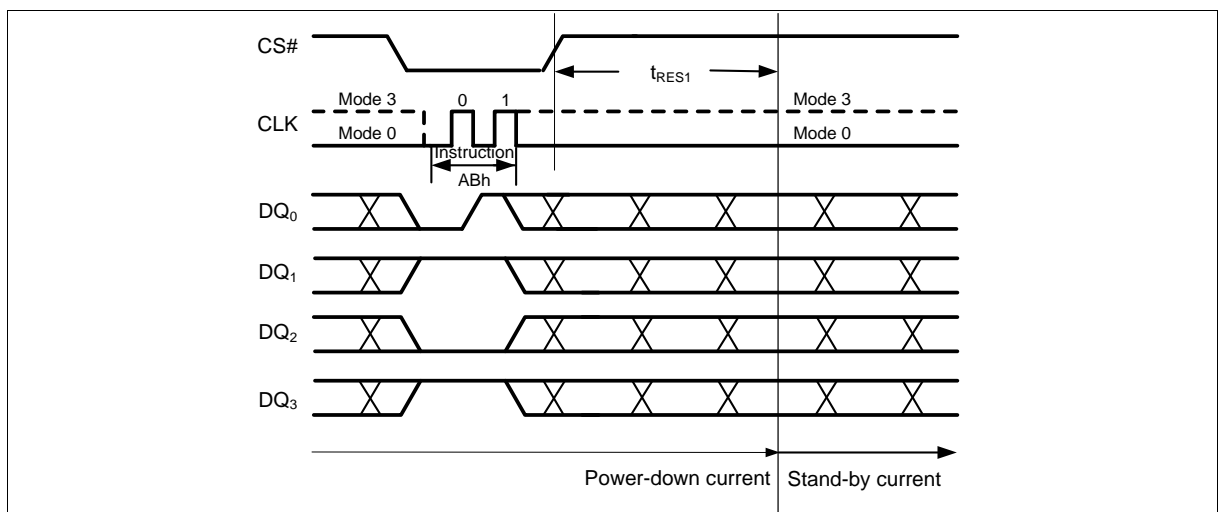 CS#
tRES1
Mode 3 0 1 Mode 3
CLK
Mode 0 Mode 0
Instruction
ABh
DQ0
DQ1
DQ2
DQ3
Power-down current Stand-by current